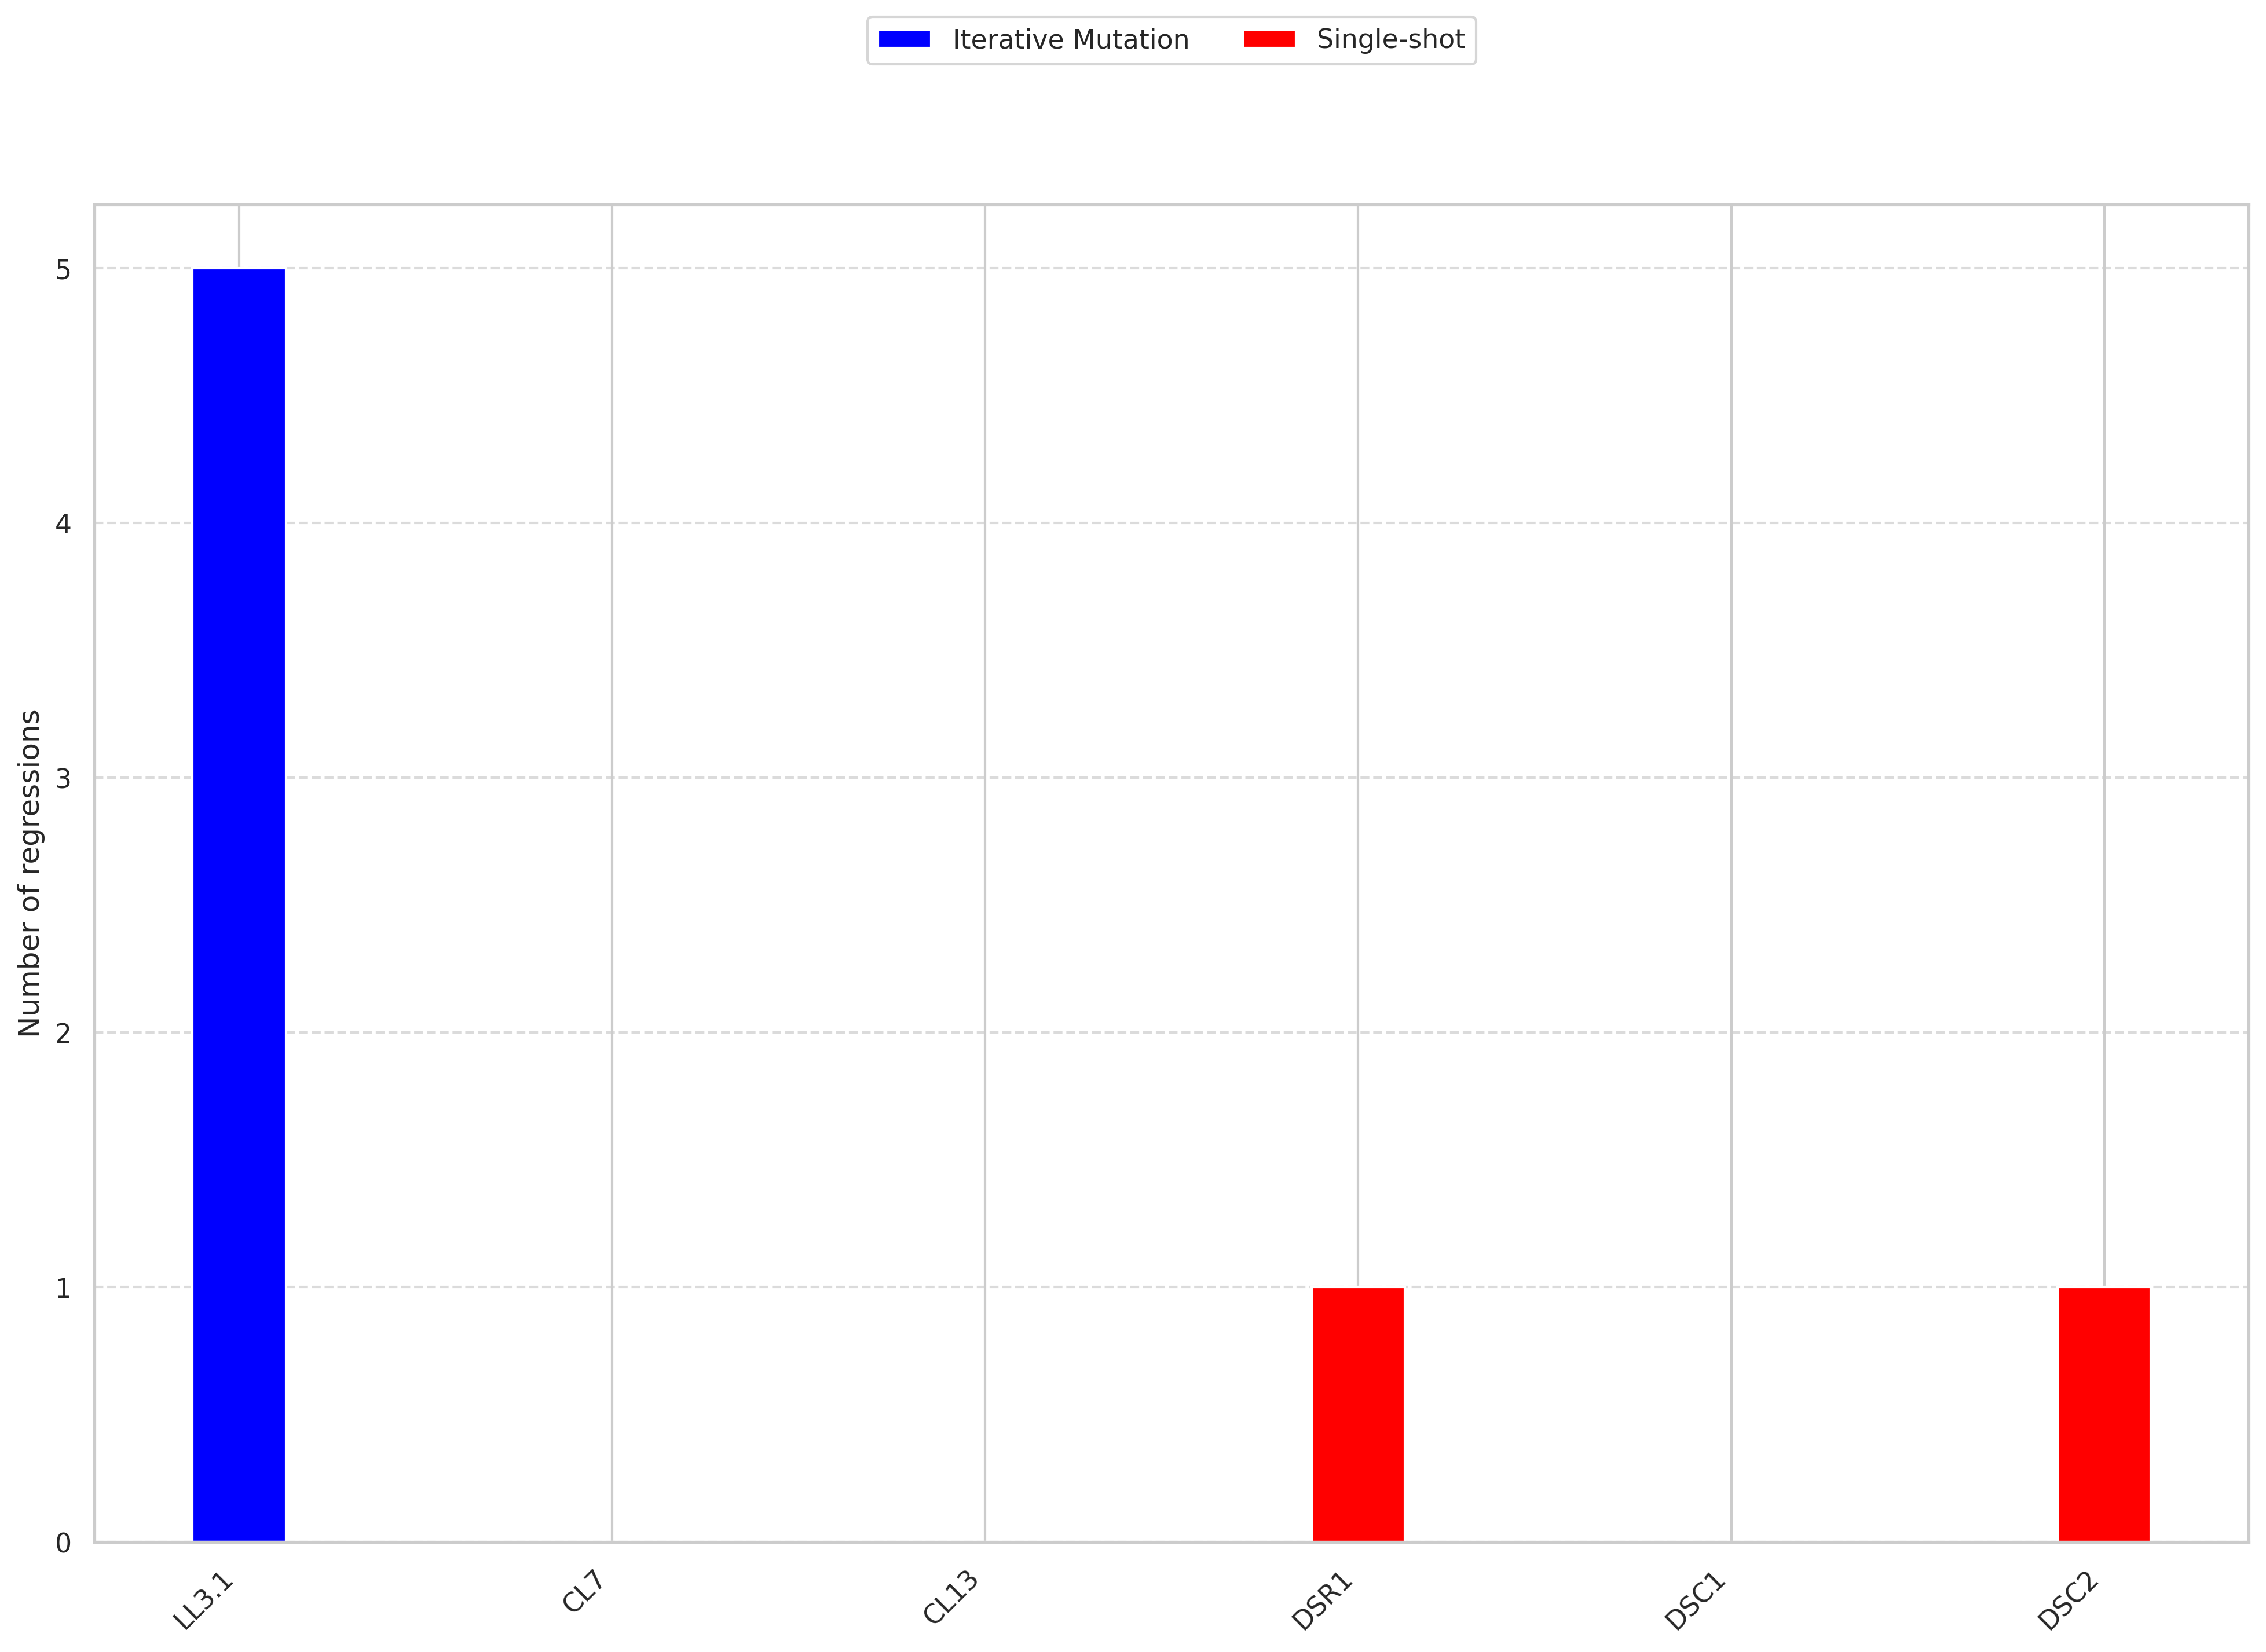 Iterative Mutation
Single-shot
Number of regressions
5
4
3
2
1
0
LL3.1
CL7
CL13
DSR1
DSC1
DSC2